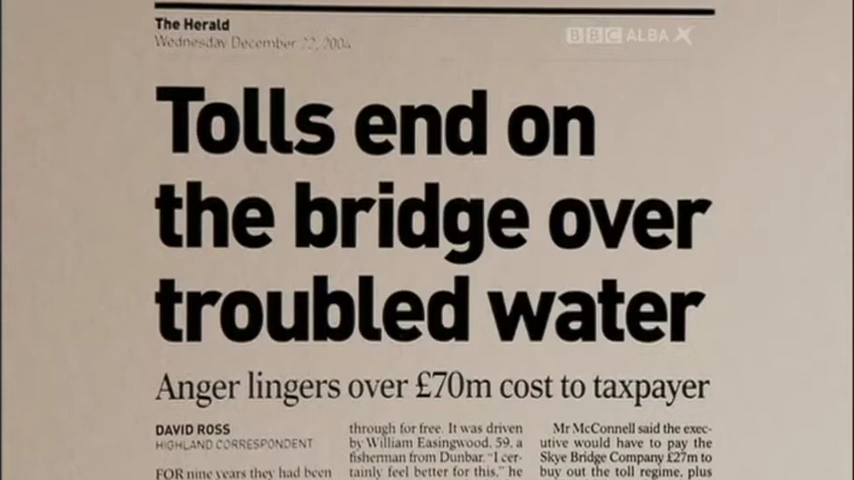 The Herald
Wednesday December 22, 2004
BBC ALBA
Tolls end on
the bridge over
troubled water
Anger lingers over £70m cost to taxpayer
DAVID ROSS
HIGHLAND CORRESPONDENT
FOR nine years they had been
through for free. It was driven
by William Easingwood, 59, a
fisherman from Dunbar. "I cer-
tainly feel better for this," he
Mr McConnell said the exec-
utive would have to pay the
Skye Bridge Company £27m to
buy out the toll regime, plus